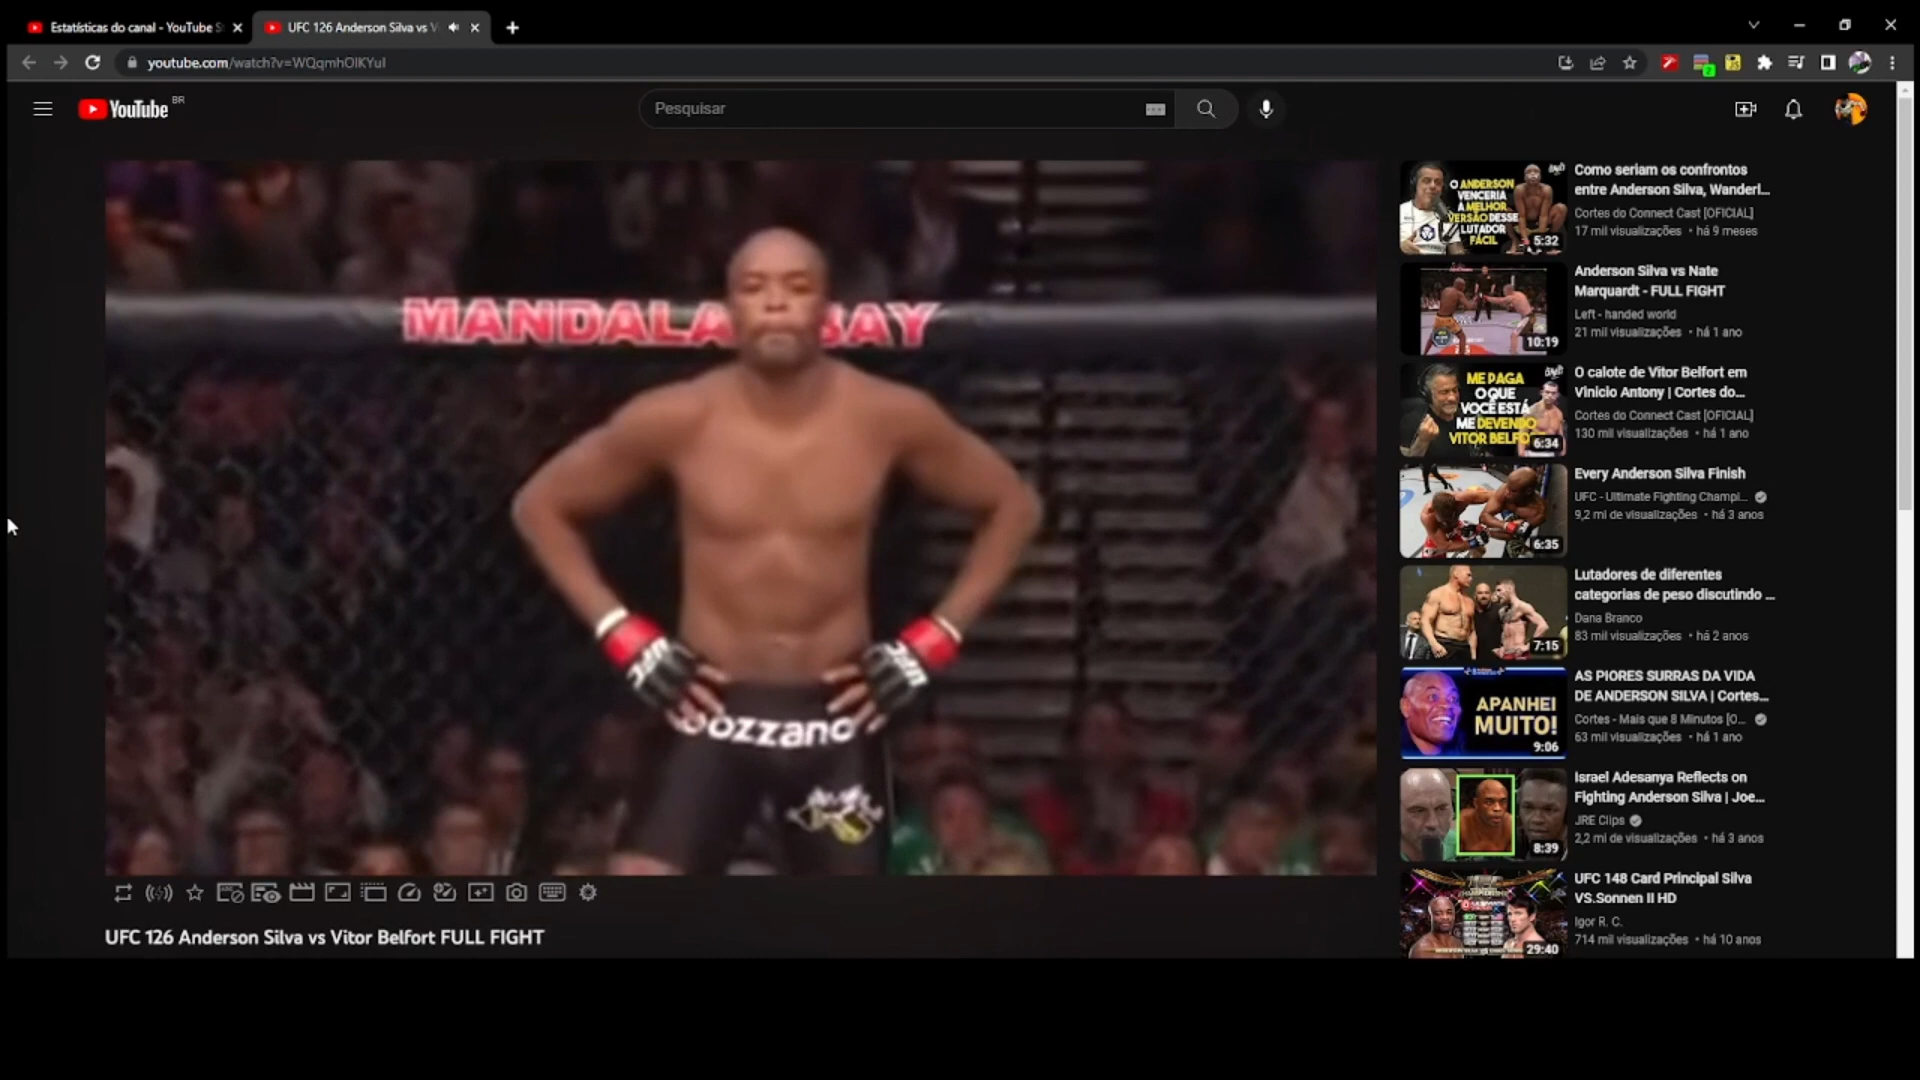 Estatísticas do canal - YouTube S
UFC 126 Anderson Silva vs V
youtube.com/watch?v=WQqmhOlKYuI
2
YouTube BR
Pesquisar
MANDALA BAY
UFC
UFC
Bozzano
UFC 126 Anderson Silva vs Vitor Belfort FULL FIGHT
O ANDERSON
VENCERIA
A MELHOR
VERSÃO DESSE
LUTADOR
FÁCIL
5:32
Como seriam os confrontos
entre Anderson Silva, Wanderl...
Cortes do Connect Cast [OFICIAL]
17 mil visualizações • há 9 meses
10:19
Anderson Silva vs Nate
Marquardt - FULL FIGHT
Left - handed world
21 mil visualizações • há 1 ano
ME PAGA
O QUE
VOCÊ ESTÁ
ME DEVENDO
VITOR BELFO
6:34
O calote de Vitor Belfort em
Vinicio Antony | Cortes do...
Cortes do Connect Cast [OFICIAL]
130 mil visualizações • há 1 ano
6:35
Every Anderson Silva Finish
UFC - Ultimate Fighting Champi...
9,2 mi de visualizações • há 3 anos
7:15
Lutadores de diferentes
categorias de peso discutindo ...
Dana Branco
83 mil visualizações • há 2 anos
APANHEI
MUITO!
9:06
AS PIORES SURRAS DA VIDA
DE ANDERSON SILVA | Cortes...
Cortes - Mais que 8 Minutos [O...
63 mil visualizações • há 1 ano
8:39
Israel Adesanya Reflects on
Fighting Anderson Silva | Joe...
JRE Clips
2,2 mi de visualizações • há 3 anos
29:40
UFC 148 Card Principal Silva
VS.Sonnen II HD
Igor R. C.
714 mil visualizações • há 10 anos